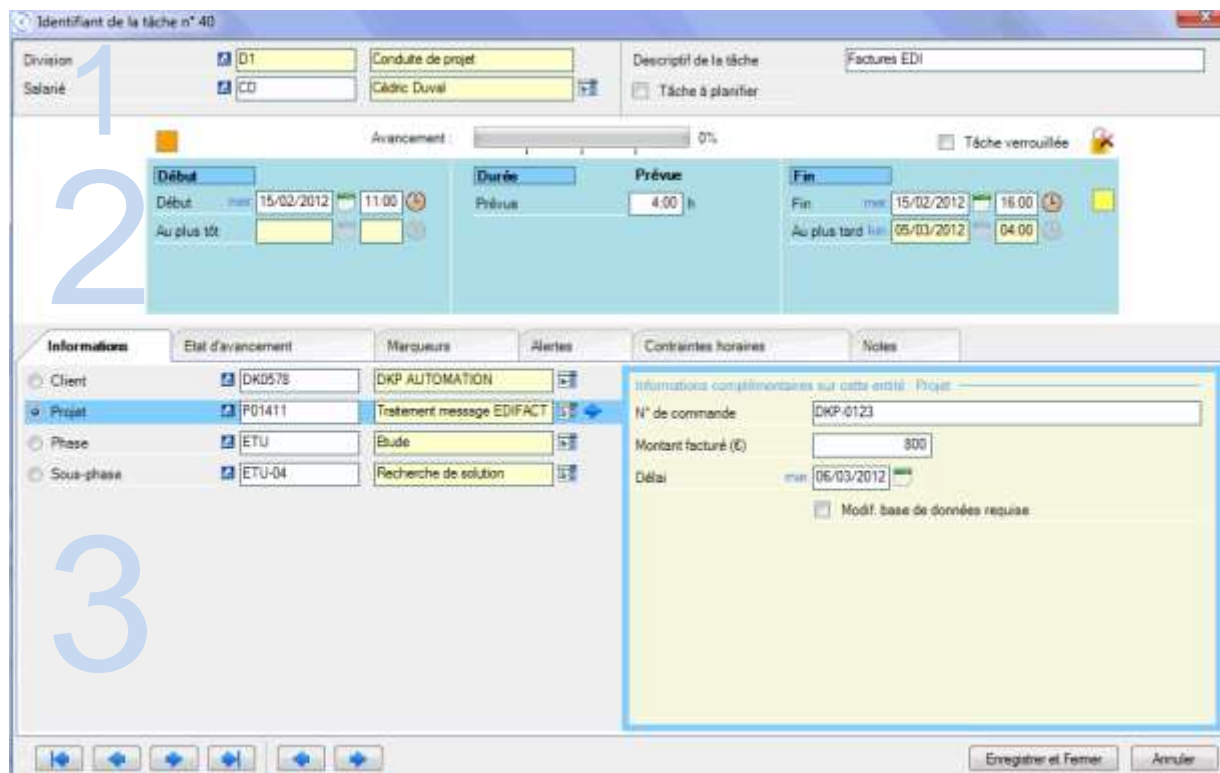 Identifiant de la tâche n° 40
Division D1 Conduite de projet Descriptif de la tâche Factures EDI
Salarié CD Cédric Duval Tâche à planifier
1
Avancement : 0% Tâche verrouillée
2
Début Durée Prévue Fin
Début mer 15/02/2012 11:00 Prévue 4:00 h Fin mer 15/02/2012 16:00
Au plus tôt Au plus tard lun 05/03/2012 04:00
Informations Etat d'avancement Marqueurs Alertes Contraintes horaires Notes
Client DK0578 DKP AUTOMATION Informations complémentaires sur cette entité : Projet
Projet P01411 Traitement message EDIFACT N° de commande DKP-0123
Phase ETU Etude Montant facturé (€) 800
Sous-phase ETU-04 Recherche de solution Délai mar 06/03/2012
Modif. base de données requise
3
Enregistrer et Fermer Annuler